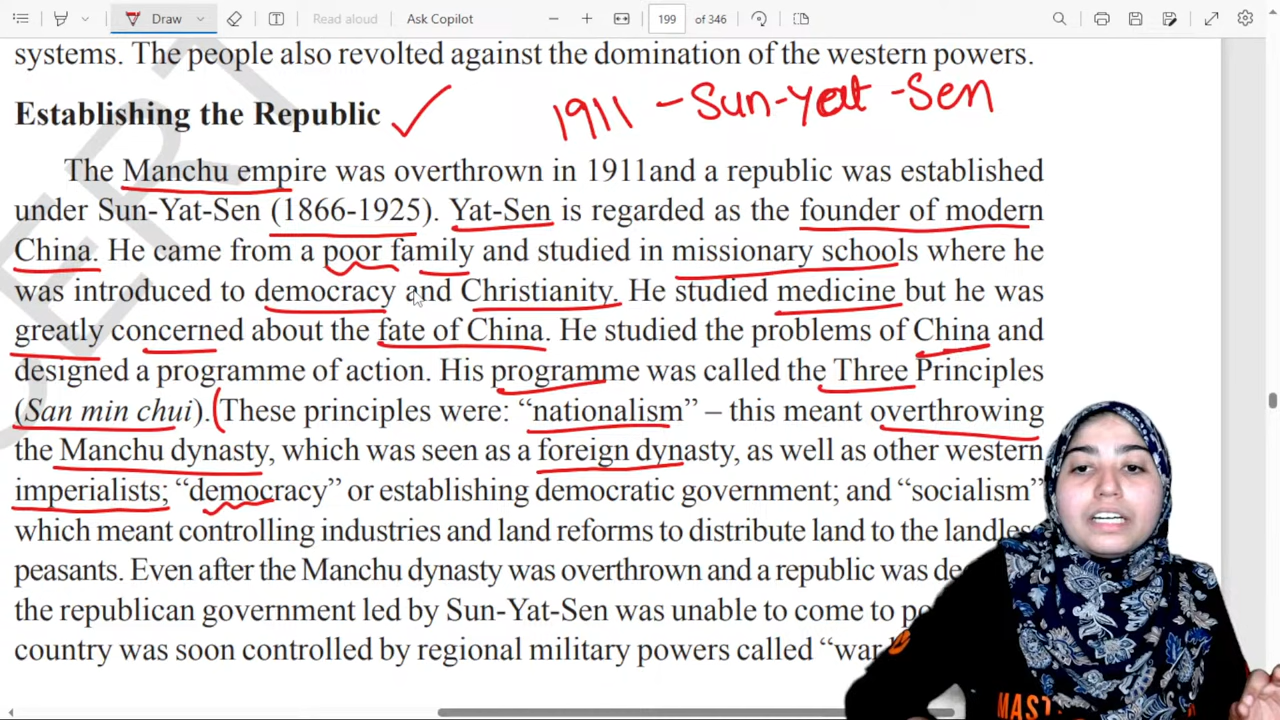 Draw
Read aloud
Ask Copilot
199 of 346
systems. The people also revolted against the domination of the western powers.
Establishing the Republic
1911 - Sun-Yat -Sen
The Manchu empire was overthrown in 1911and a republic was established
under Sun-Yat-Sen (1866-1925). Yat-Sen is regarded as the founder of modern
China. He came from a poor family and studied in missionary schools where he
was introduced to democracy and Christianity. He studied medicine but he was
greatly concerned about the fate of China. He studied the problems of China and
designed a programme of action. His programme was called the Three Principles
(San min chui). These principles were: “nationalism” – this meant overthrowing
the Manchu dynasty, which was seen as a foreign dynasty, as well as other western
imperialists; “democracy” or establishing democratic government; and “socialism”
which meant controlling industries and land reforms to distribute land to the landless
peasants. Even after the Manchu dynasty was overthrown and a republic was
the republican government led by Sun-Yat-Sen was unable to come to
country was soon controlled by regional military powers called